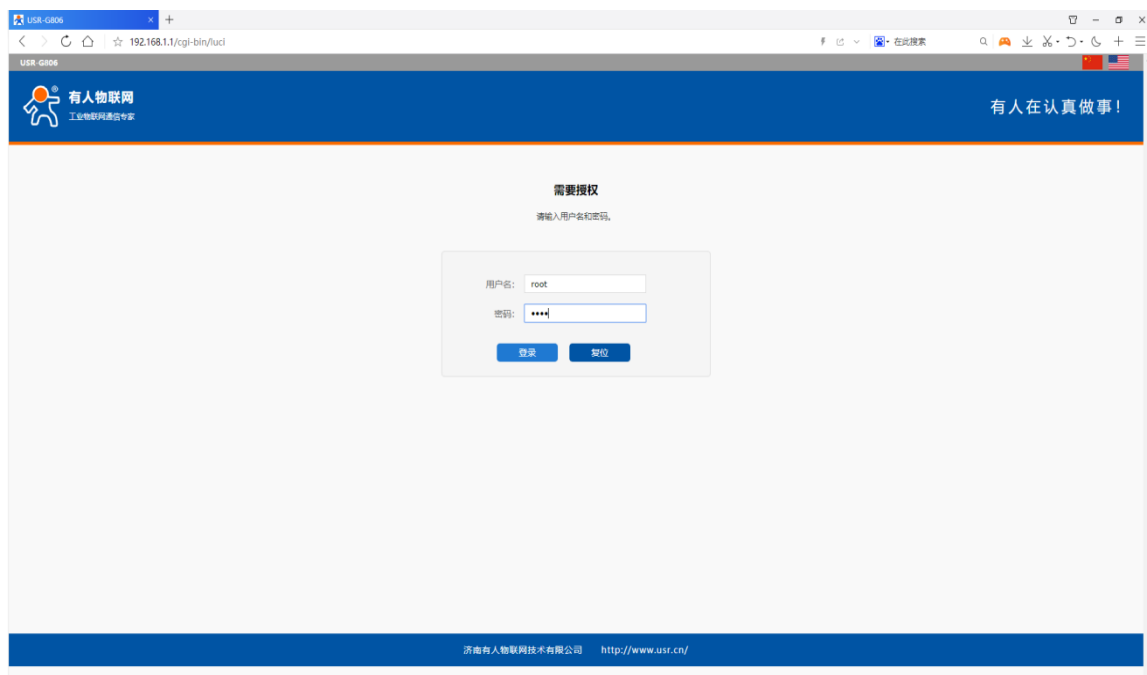 USR-G806
192.168.1.1/cgi-bin/luci
在此搜索
USR-G806
有人物联网
®
工业物联网通信专家
有人在认真做事!
需要授权
请输入用户名和密码。
用户名: root
密码: ••••
登录 复位
济南有人物联网技术有限公司 http://www.usr.cn/